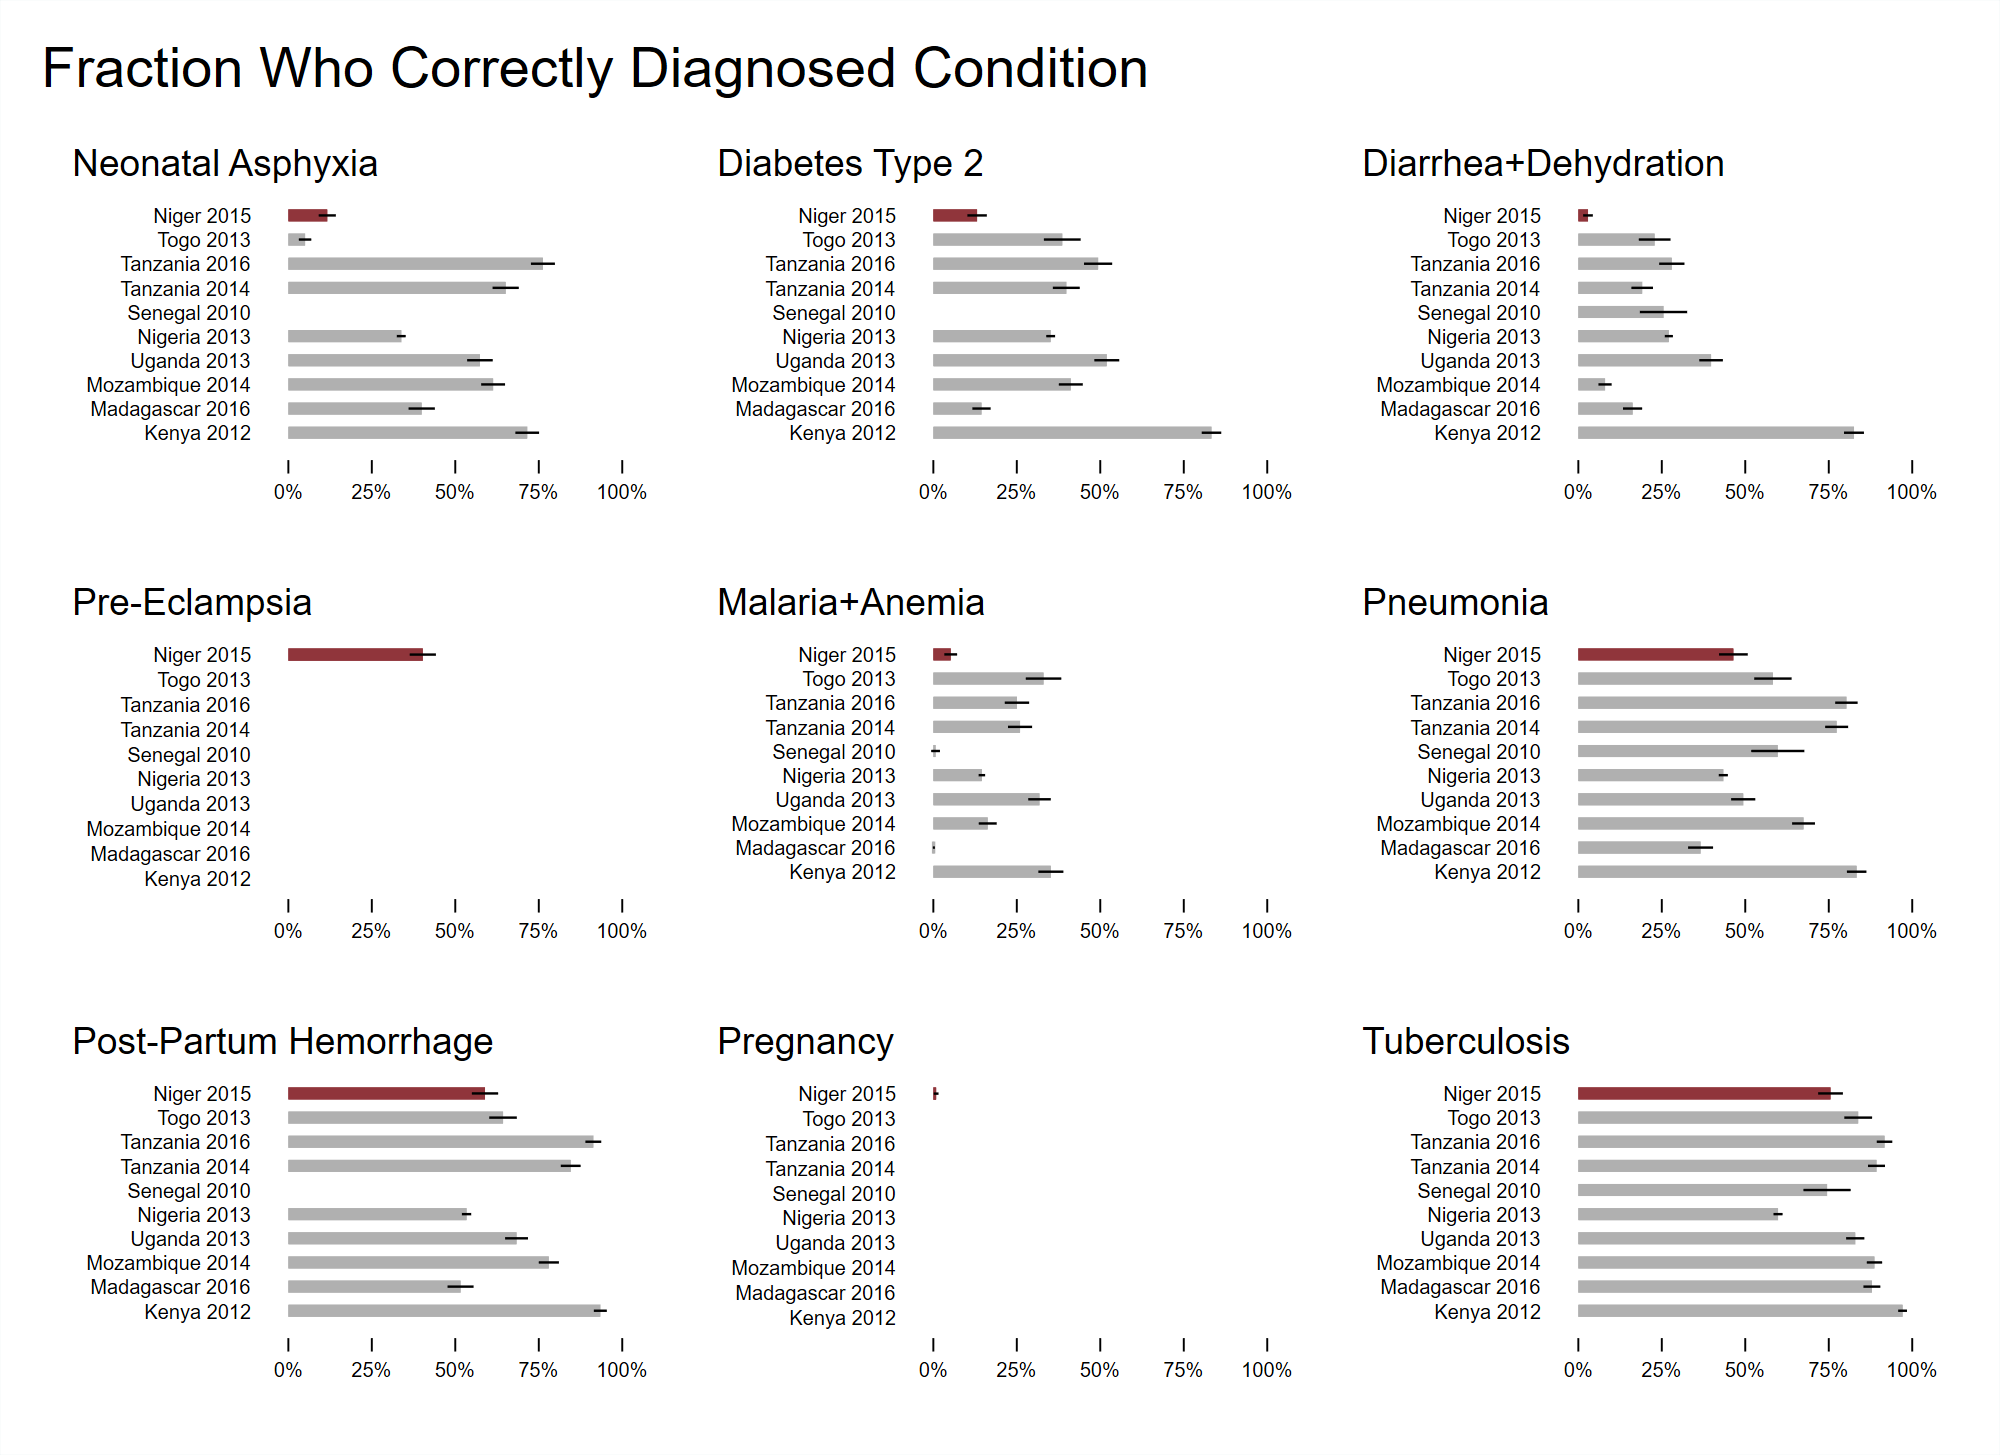 Fraction Who Correctly Diagnosed Condition
Neonatal Asphyxia
Niger 2015
Togo 2013
Tanzania 2016
Tanzania 2014
Senegal 2010
Nigeria 2013
Uganda 2013
Mozambique 2014
Madagascar 2016
Kenya 2012
0% 25% 50% 75% 100%
Diabetes Type 2
Niger 2015
Togo 2013
Tanzania 2016
Tanzania 2014
Senegal 2010
Nigeria 2013
Uganda 2013
Mozambique 2014
Madagascar 2016
Kenya 2012
0% 25% 50% 75% 100%
Diarrhea+Dehydration
Niger 2015
Togo 2013
Tanzania 2016
Tanzania 2014
Senegal 2010
Nigeria 2013
Uganda 2013
Mozambique 2014
Madagascar 2016
Kenya 2012
0% 25% 50% 75% 100%
Pre-Eclampsia
Niger 2015
Togo 2013
Tanzania 2016
Tanzania 2014
Senegal 2010
Nigeria 2013
Uganda 2013
Mozambique 2014
Madagascar 2016
Kenya 2012
0% 25% 50% 75% 100%
Malaria+Anemia
Niger 2015
Togo 2013
Tanzania 2016
Tanzania 2014
Senegal 2010
Nigeria 2013
Uganda 2013
Mozambique 2014
Madagascar 2016
Kenya 2012
0% 25% 50% 75% 100%
Pneumonia
Niger 2015
Togo 2013
Tanzania 2016
Tanzania 2014
Senegal 2010
Nigeria 2013
Uganda 2013
Mozambique 2014
Madagascar 2016
Kenya 2012
0% 25% 50% 75% 100%
Post-Partum Hemorrhage
Niger 2015
Togo 2013
Tanzania 2016
Tanzania 2014
Senegal 2010
Nigeria 2013
Uganda 2013
Mozambique 2014
Madagascar 2016
Kenya 2012
0% 25% 50% 75% 100%
Pregnancy
Niger 2015
Togo 2013
Tanzania 2016
Tanzania 2014
Senegal 2010
Nigeria 2013
Uganda 2013
Mozambique 2014
Madagascar 2016
Kenya 2012
0% 25% 50% 75% 100%
Tuberculosis
Niger 2015
Togo 2013
Tanzania 2016
Tanzania 2014
Senegal 2010
Nigeria 2013
Uganda 2013
Mozambique 2014
Madagascar 2016
Kenya 2012
0% 25% 50% 75% 100%